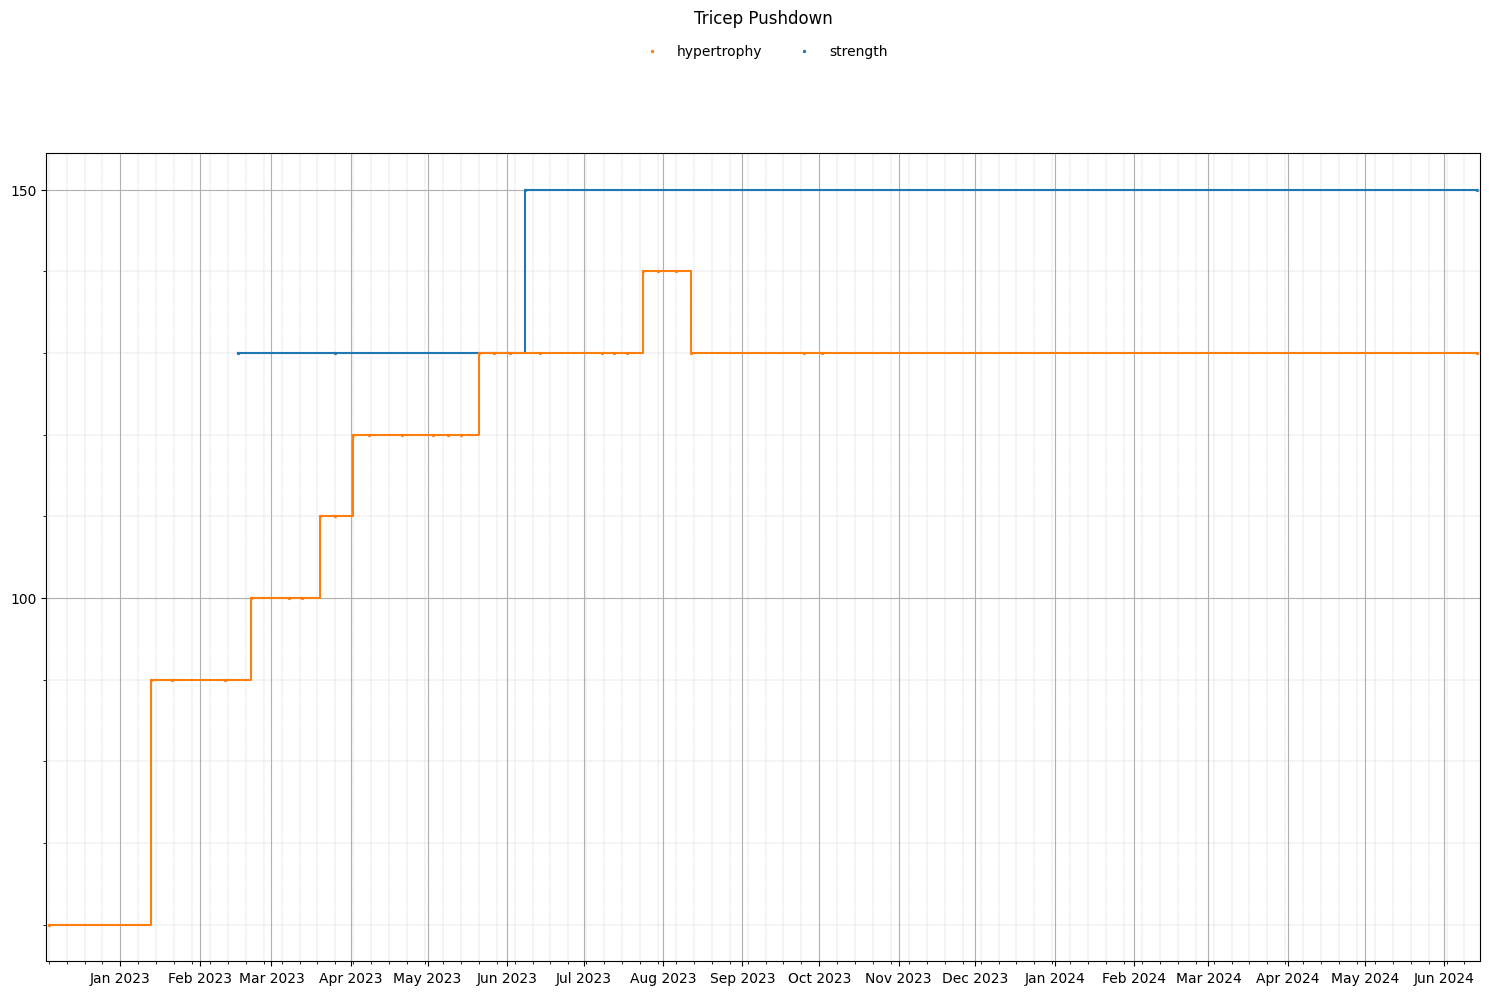 Tricep Pushdown
hypertrophy strength
150
100
Jan 2023 Feb 2023 Mar 2023 Apr 2023 May 2023 Jun 2023 Jul 2023 Aug 2023 Sep 2023 Oct 2023 Nov 2023 Dec 2023 Jan 2024 Feb 2024 Mar 2024 Apr 2024 May 2024 Jun 2024